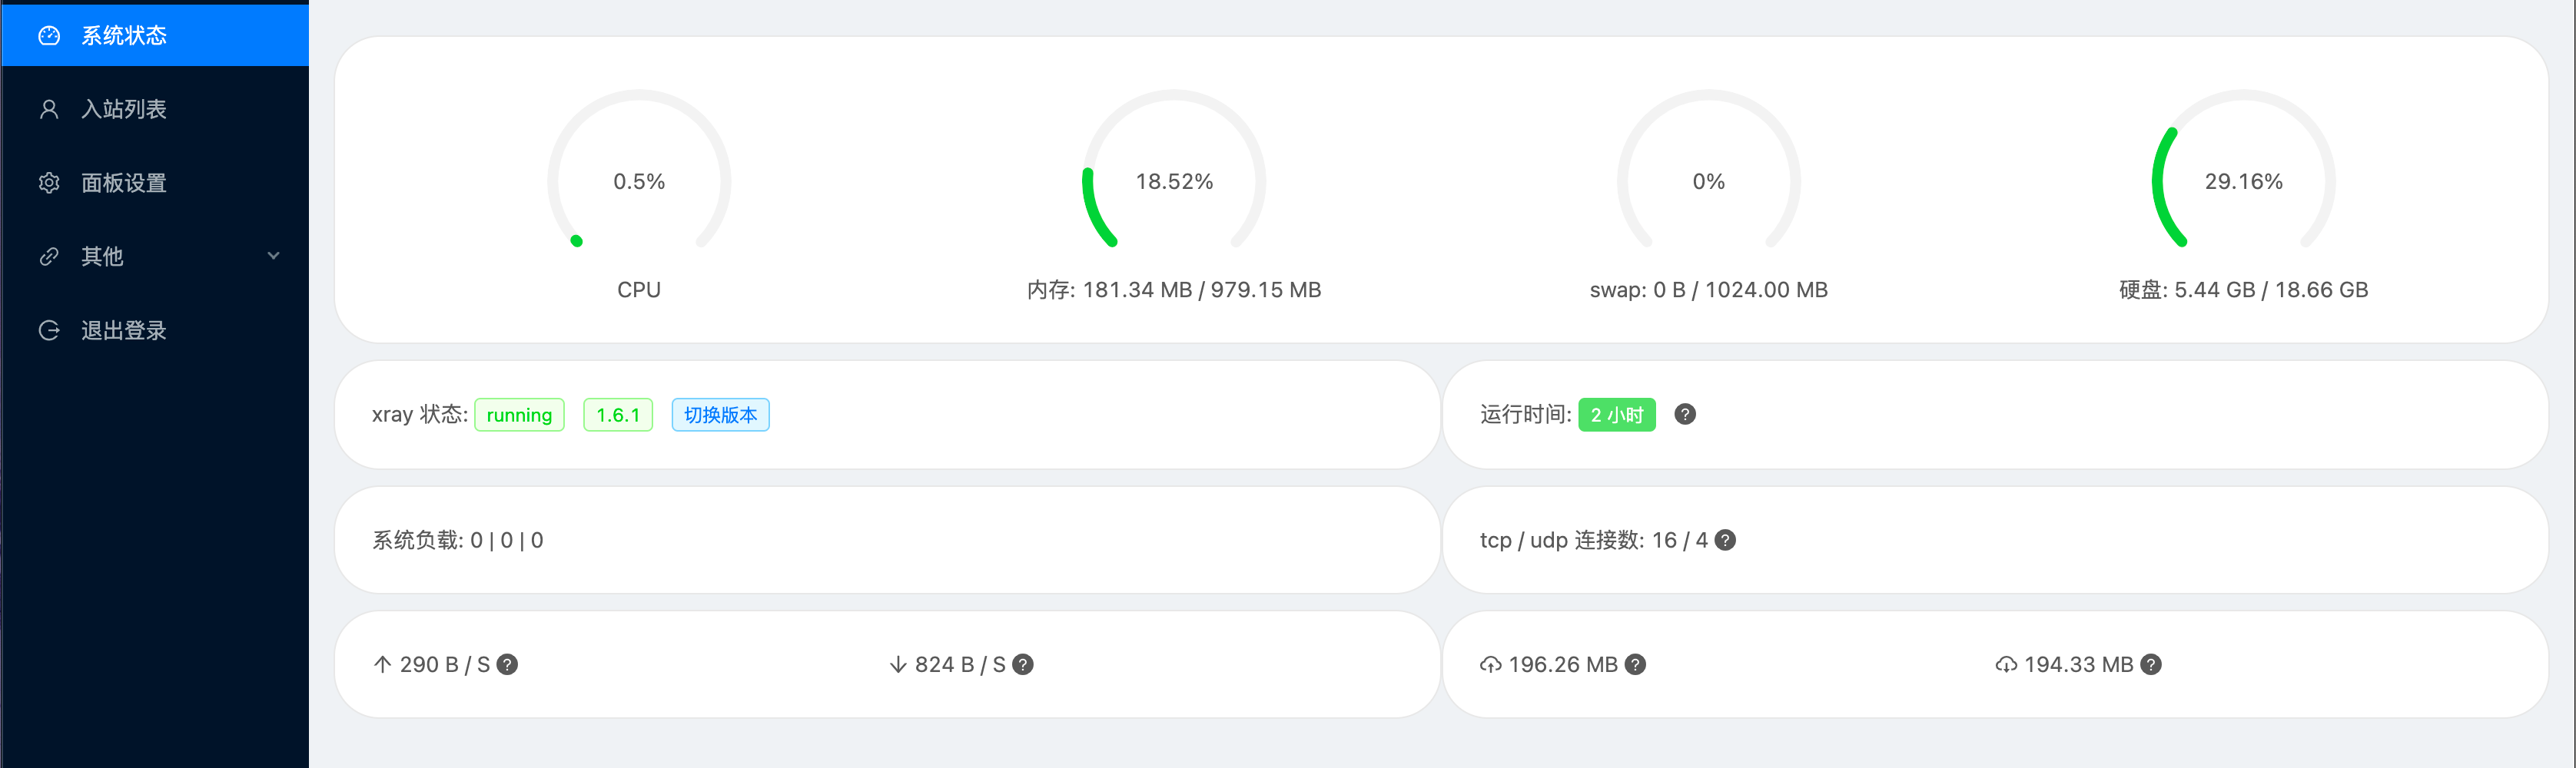 系统状态
入站列表
面板设置
其他
退出登录
0.5%
18.52%
0%
29.16%
CPU
内存: 181.34 MB / 979.15 MB
swap: 0 B / 1024.00 MB
硬盘: 5.44 GB / 18.66 GB
xray 状态: running 1.6.1 切换版本
运行时间: 2 小时 ?
系统负载: 0 | 0 | 0
tcp / udp 连接数: 16 / 4 ?
290 B / S ?
824 B / S ?
196.26 MB ?
194.33 MB ?